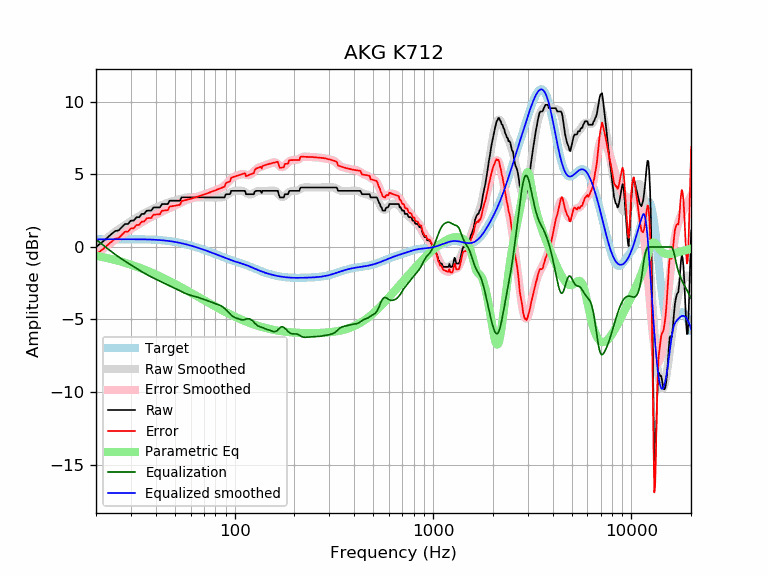 AKG K712
Amplitude (dBr)
10
5
0
−5
−10
−15
Target
Raw Smoothed
Error Smoothed
Raw
Error
Parametric Eq
Equalization
Equalized smoothed
100
1000
10000
Frequency (Hz)